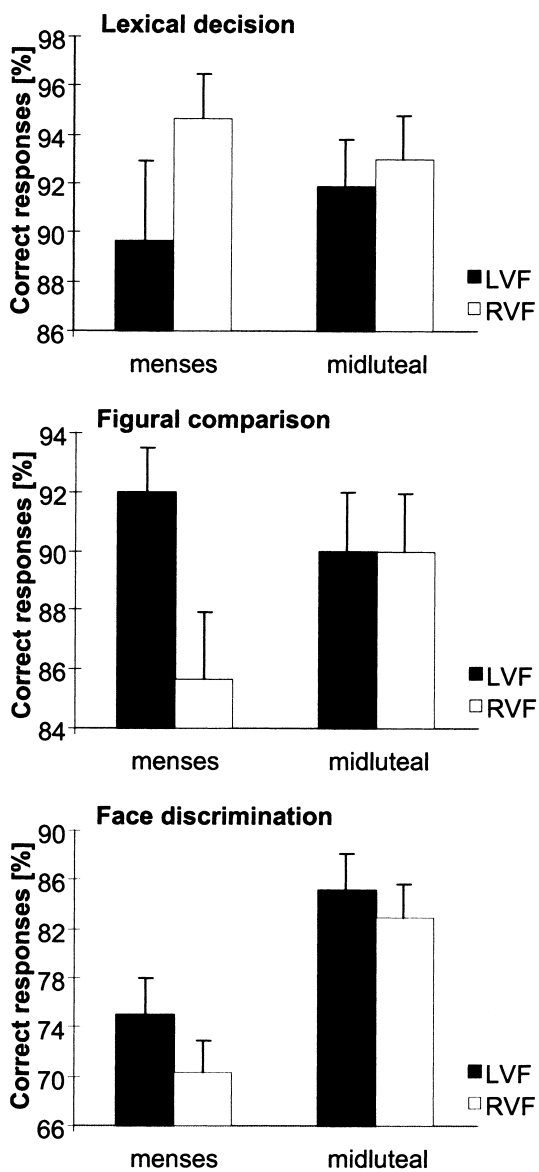 Lexical decision
Correct responses [%]
98
96
94
92
90
88
86
LVF
RVF
menses midluteal
Figural comparison
Correct responses [%]
94
92
90
88
86
84
LVF
RVF
menses midluteal
Face discrimination
Correct responses [%]
90
86
82
78
74
70
66
LVF
RVF
menses midluteal